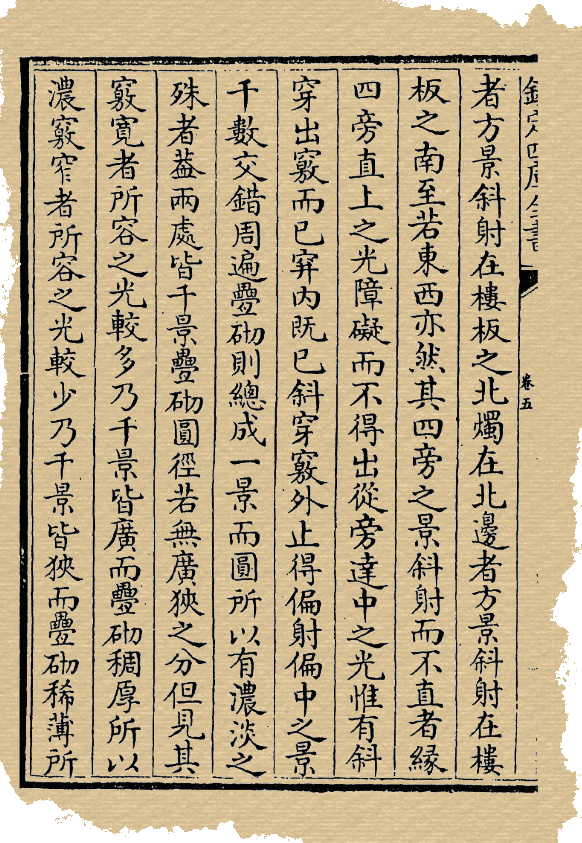 欽定四庫全書
卷五
者方景斜射在樓板之北燭在北邊者方景斜射在樓
板之南至若東西亦然其四旁之景斜射而不直者緣
四旁直上之光障礙而不得出從旁達中之光惟有斜
穿出竅而已穽内既已斜穿竅外止得偏射偏中之景
千數交錯周遍疊砌則總成一景而圓所以有濃淡之
殊者葢兩處皆千景疊砌圓徑若無廣狹之分但見其
竅寬者所容之光較多乃千景皆廣而疊砌稠厚所以
濃竅窄者所容之光較少乃千景皆狹而疊砌稀薄所